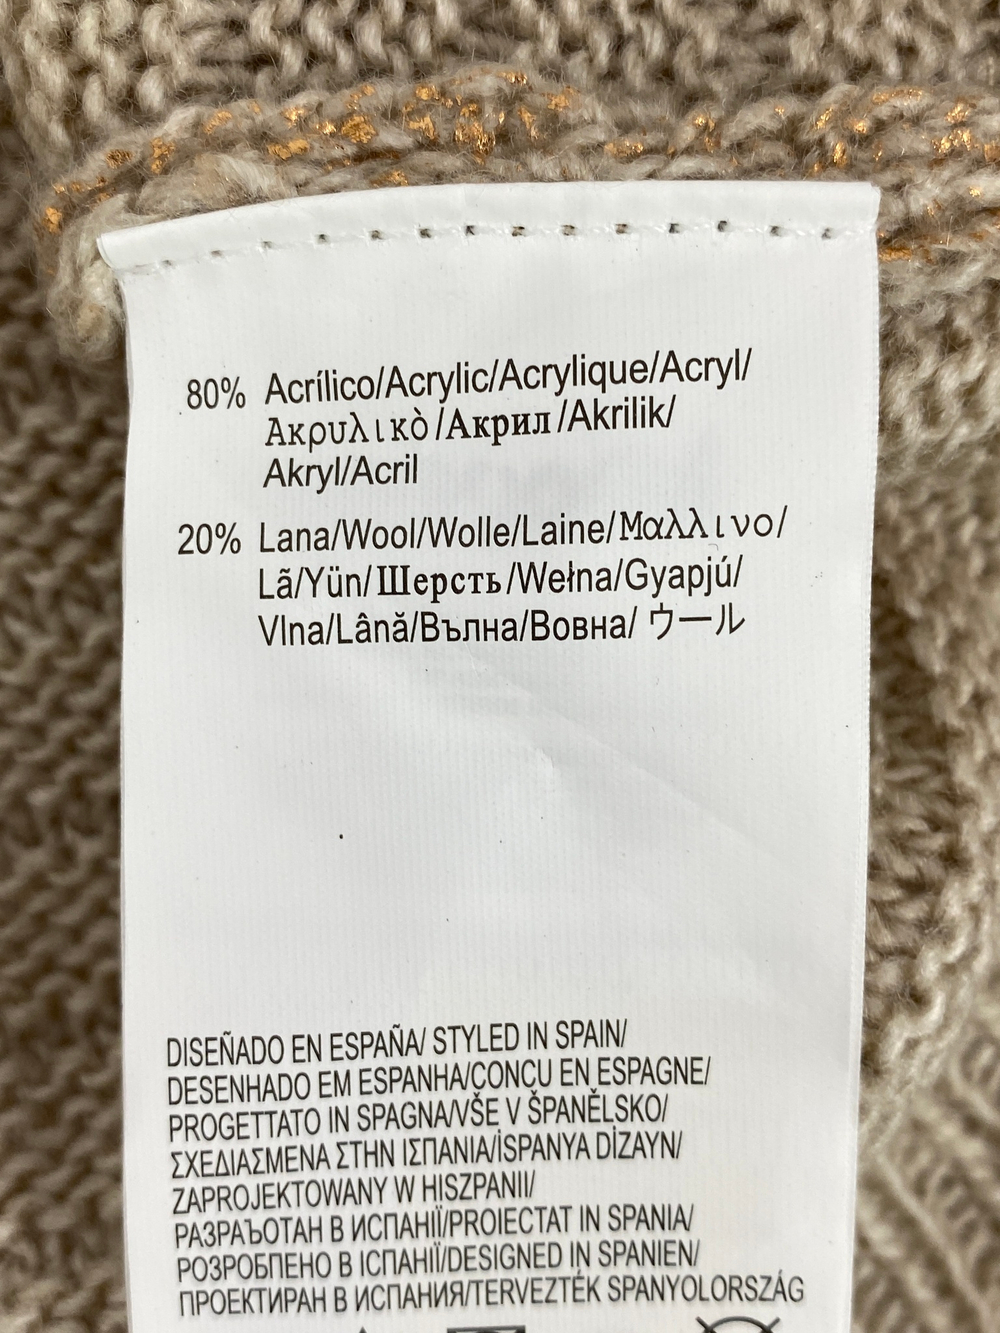 80% Acrílico/Acrylic/Acrylique/Acryl/
Ακρυλικὸ/Акрил/Akrilik/
Akryl/Acril
20% Lana/Wool/Wolle/Laine/Μαλλινο/
Lã/Yün/Шерсть/Wełna/Gyapjú/
Vlna/Lână/Вълна/Вовна/ ウール
DISEÑADO EN ESPAÑA/ STYLED IN SPAIN/
DESENHADO EM ESPANHA/CONÇU EN ESPAGNE/
PROGETTATO IN SPAGNA/VŠE V ŠPANĚLSKO/
ΣΧΕΔΙΑΣΜΕΝΑ ΣΤΗΝ ΙΣΠΑΝΙΑ/İSPANYA DİZAYN/
ZAPROJEKTOWANY W HISZPANII/
РАЗРАЪОТАН В ИСПАНІЇ/PROIECTAT IN SPANIA/
РОЗРОБПЕНО В ІСПАНІЇ/DESIGNED IN SPANIEN/
ПРОЕКТИРАН В ИСПАНИЯ/TERVEZTÉK SPANYOLORSZÁG